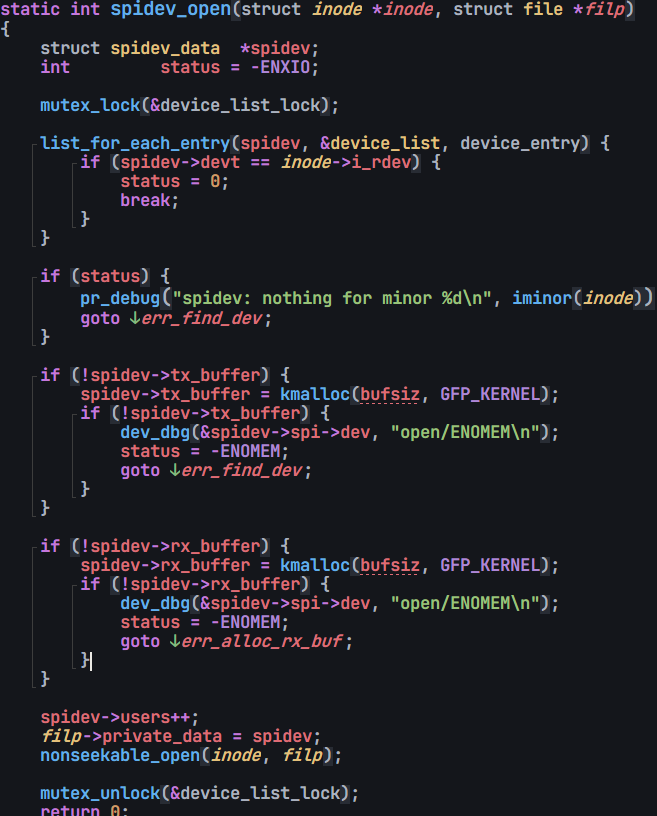 static int spidev_open(struct inode *inode, struct file *filp)
{
    struct spidev_data  *spidev;
    int         status = -ENXIO;

    mutex_lock(&device_list_lock);

    list_for_each_entry(spidev, &device_list, device_entry) {
        if (spidev->devt == inode->i_rdev) {
            status = 0;
            break;
        }
    }

    if (status) {
        pr_debug("spidev: nothing for minor %d\n", iminor(inode))
        goto ↓err_find_dev;
    }

    if (!spidev->tx_buffer) {
        spidev->tx_buffer = kmalloc(bufsiz, GFP_KERNEL);
        if (!spidev->tx_buffer) {
            dev_dbg(&spidev->spi->dev, "open/ENOMEM\n");
            status = -ENOMEM;
            goto ↓err_find_dev;
        }
    }

    if (!spidev->rx_buffer) {
        spidev->rx_buffer = kmalloc(bufsiz, GFP_KERNEL);
        if (!spidev->rx_buffer) {
            dev_dbg(&spidev->spi->dev, "open/ENOMEM\n");
            status = -ENOMEM;
            goto ↓err_alloc_rx_buf;
        }
    }

    spidev->users++;
    filp->private_data = spidev;
    nonseekable_open(inode, filp);

    mutex_unlock(&device_list_lock);
    return 0;